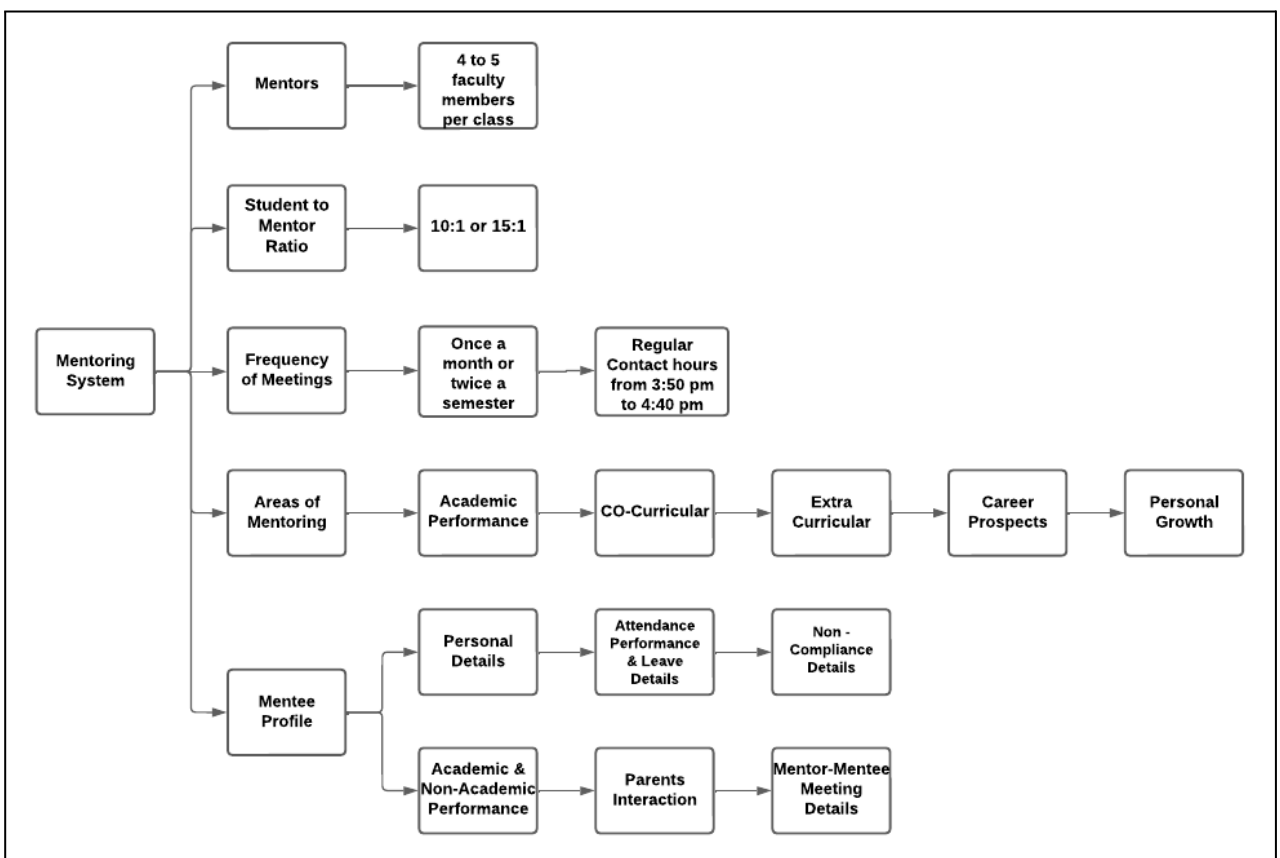 Mentors
4 to 5
faculty
members
per class
Student to
Mentor
Ratio
10:1 or 15:1
Mentoring
System
Frequency
of Meetings
Once a
month or
twice a
semester
Regular
Contact hours
from 3:50 pm
to 4:40 pm
Areas of
Mentoring
Academic
Performance
CO-Curricular
Extra
Curricular
Career
Prospects
Personal
Growth
Mentee
Profile
Personal
Details
Attendance
Performance
& Leave
Details
Non -
Compliance
Details
Academic &
Non-Academic
Performance
Parents
Interaction
Mentor-Mentee
Meeting
Details